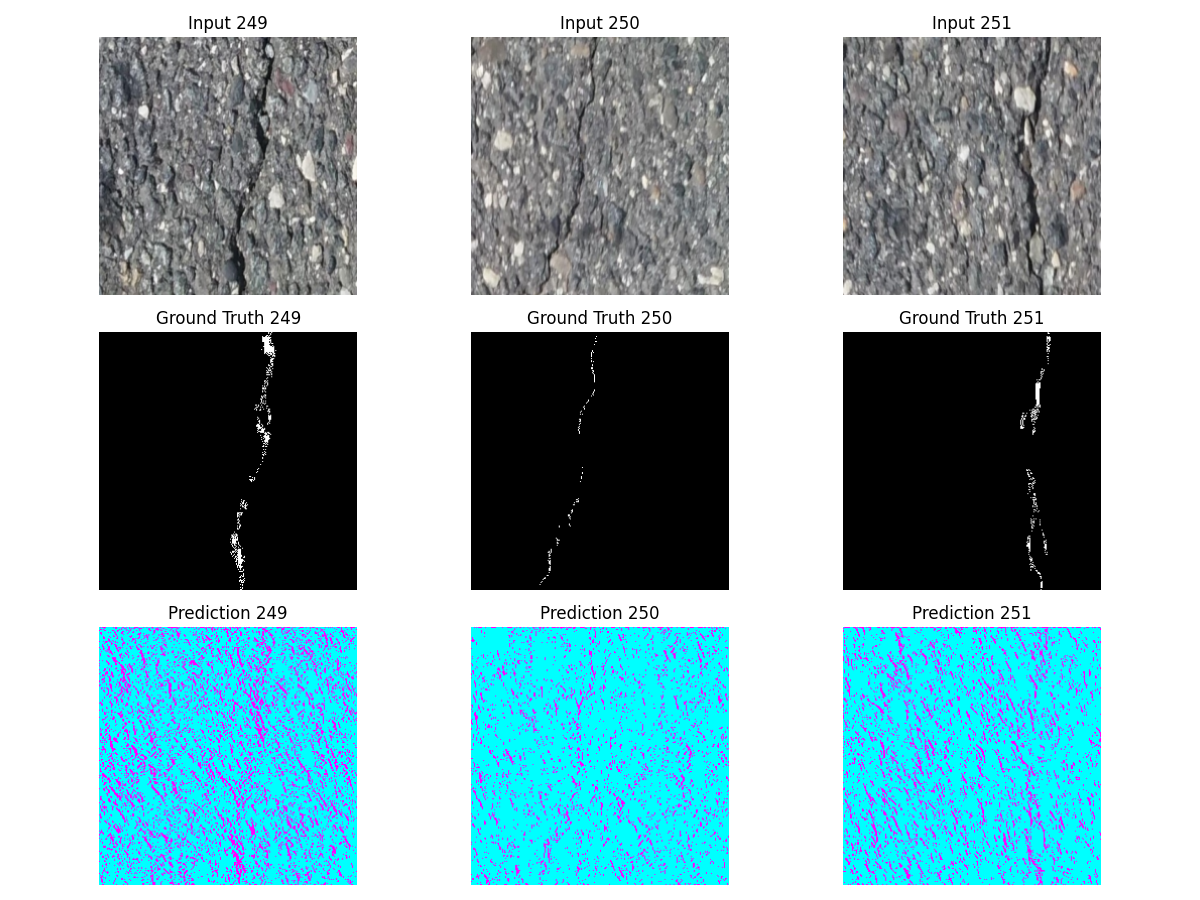 Input 249
Input 250
Input 251
Ground Truth 249
Ground Truth 250
Ground Truth 251
Prediction 249
Prediction 250
Prediction 251